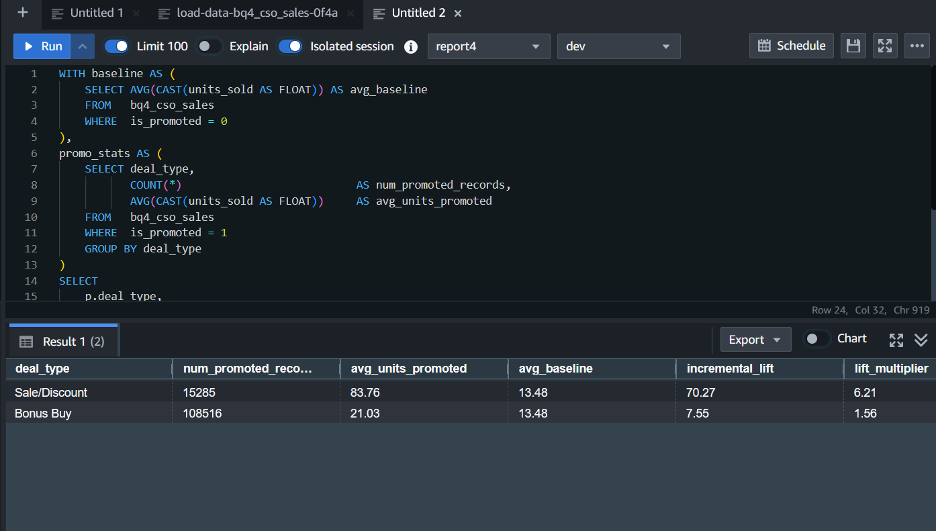 + Untitled 1 × load-data-bq4_cso_sales-0f4a × Untitled 2 ×
Run Limit 100 Explain Isolated session i report4 dev Schedule
1 WITH baseline AS (
2 SELECT AVG(CAST(units_sold AS FLOAT)) AS avg_baseline
3 FROM bq4_cso_sales
4 WHERE is_promoted = 0
5 ),
6 promo_stats AS (
7 SELECT deal_type,
8 COUNT(*) AS num_promoted_records,
9 AVG(CAST(units_sold AS FLOAT)) AS avg_units_promoted
10 FROM bq4_cso_sales
11 WHERE is_promoted = 1
12 GROUP BY deal_type
13 )
14 SELECT
15 p.deal_type,
Row 24, Col 32, Chr 919
Result 1 (2) Export Chart
deal_type num_promoted_reco... avg_units_promoted avg_baseline incremental_lift lift_multiplier
Sale/Discount 15285 83.76 13.48 70.27 6.21
Bonus Buy 108516 21.03 13.48 7.55 1.56